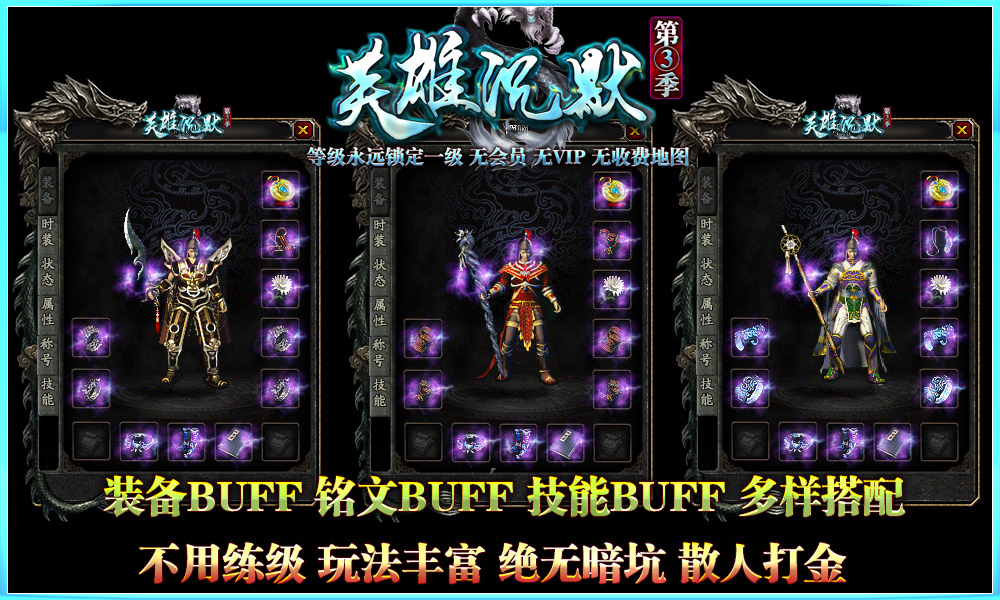 英雄沉默
第3季
等级永远锁定一级 无会员 无VIP 无收费地图
英雄沉默
装备
时装
状态
属性
称号
技能
装备
时装
状态
属性
称号
技能
英雄沉默
装备
时装
状态
属性
称号
技能
装备BUFF 铭文BUFF 技能BUFF 多样搭配
不用练级 玩法丰富 绝无暗坑 散人打金